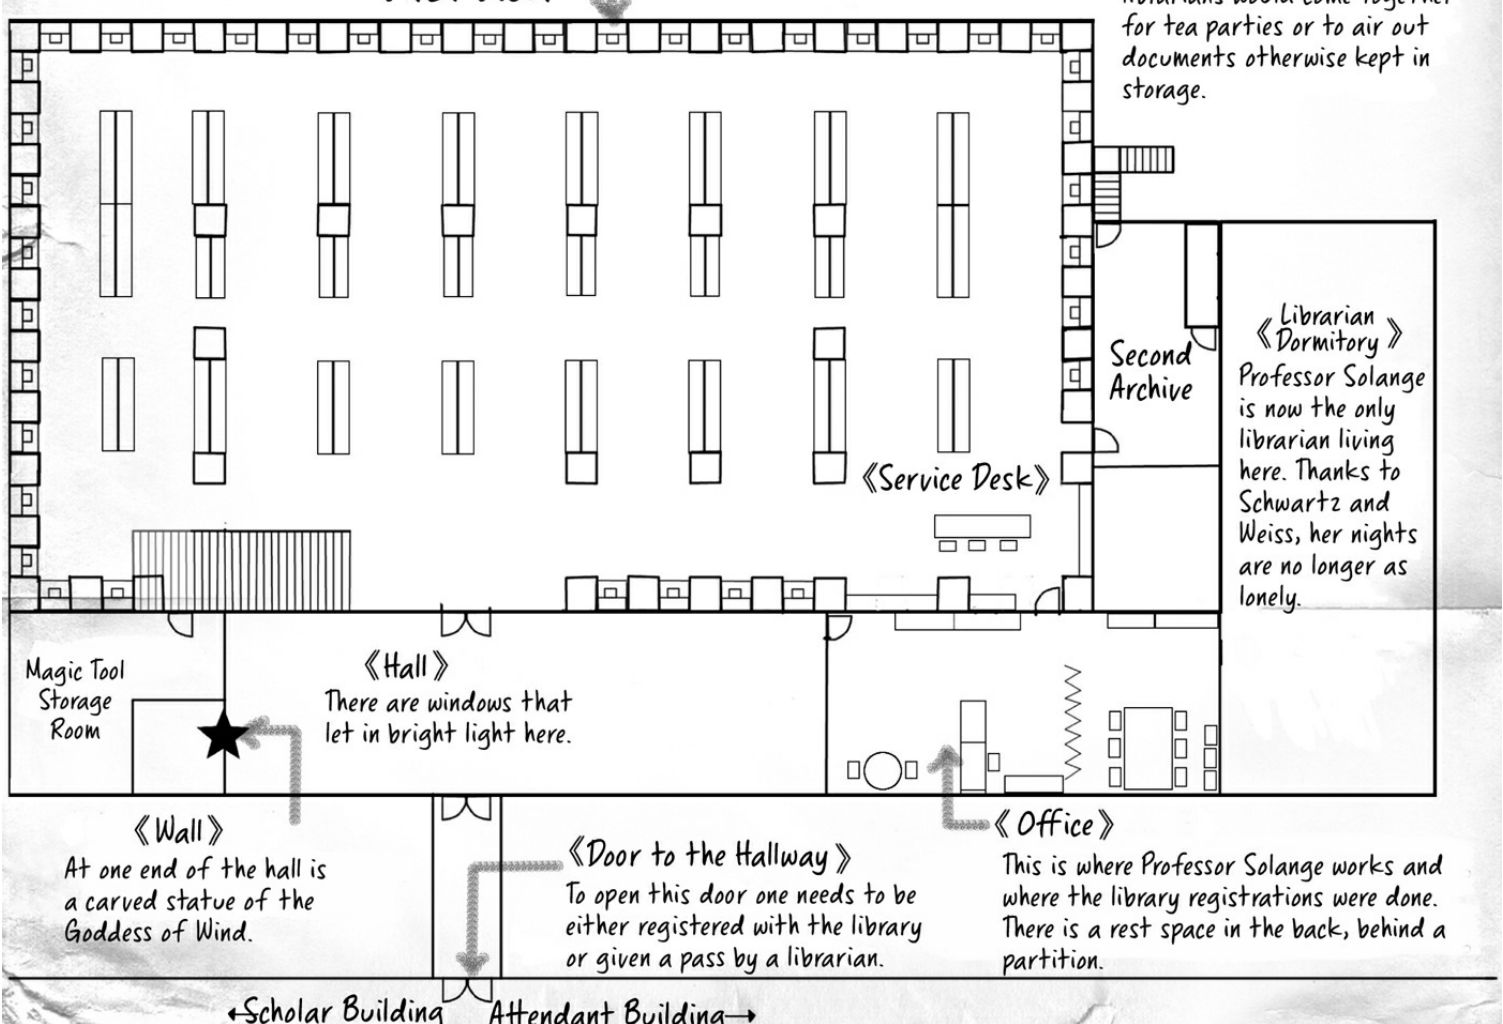 for tea parties or to air out
documents otherwise kept in
storage.
《Librarian
Dormitory》
Professor Solange
is now the only
librarian living
here. Thanks to
Schwartz and
Weiss, her nights
are no longer as
lonely.
Second
Archive
《Service Desk》
Magic Tool
Storage
Room
《Hall》
There are windows that
let in bright light here.
《Wall》
At one end of the hall is
a carved statue of the
Goddess of Wind.
《Door to the Hallway》
To open this door one needs to be
either registered with the library
or given a pass by a librarian.
《Office》
This is where Professor Solange works and
where the library registrations were done.
There is a rest space in the back, behind a
partition.
←Scholar Building
Attendant Building→